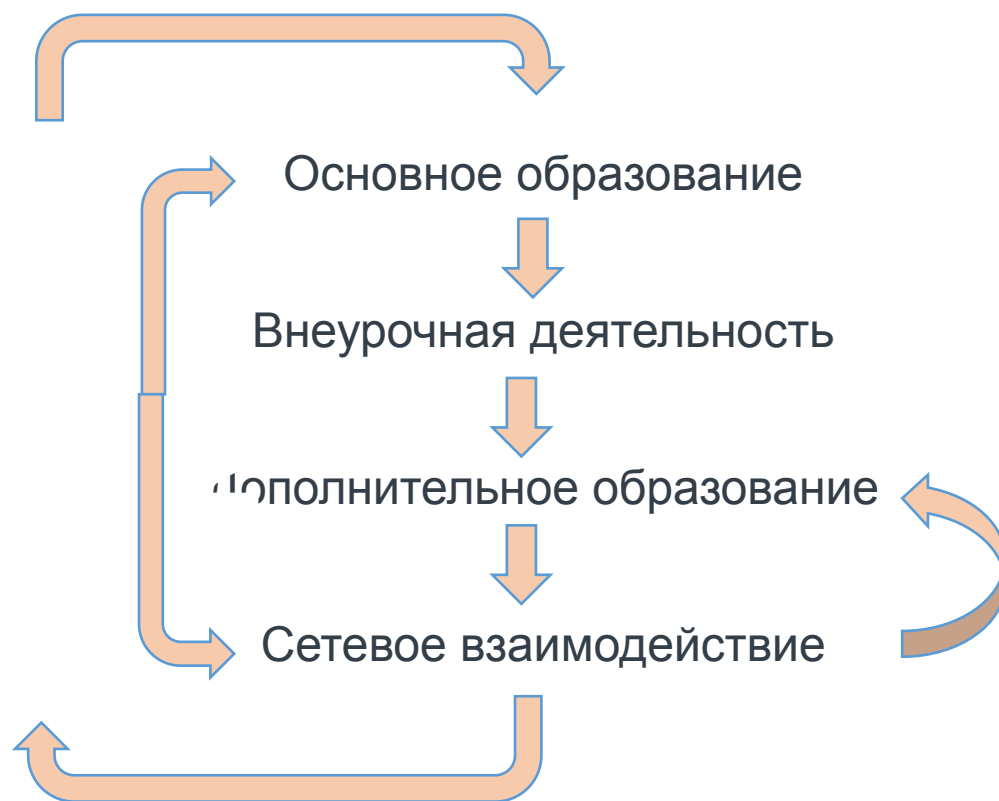 Основное образование
Внеурочная деятельность
Дополнительное образование
Сетевое взаимодействие